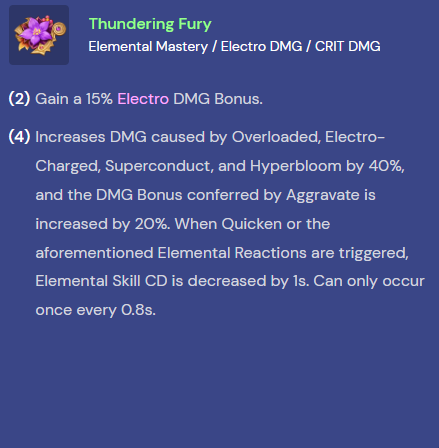 Thundering Fury
Elemental Mastery / Electro DMG / CRIT DMG
(2) Gain a 15% Electro DMG Bonus.
(4) Increases DMG caused by Overloaded, Electro-
Charged, Superconduct, and Hyperbloom by 40%,
and the DMG Bonus conferred by Aggravate is
increased by 20%. When Quicken or the
aforementioned Elemental Reactions are triggered,
Elemental Skill CD is decreased by 1s. Can only occur
once every 0.8s.